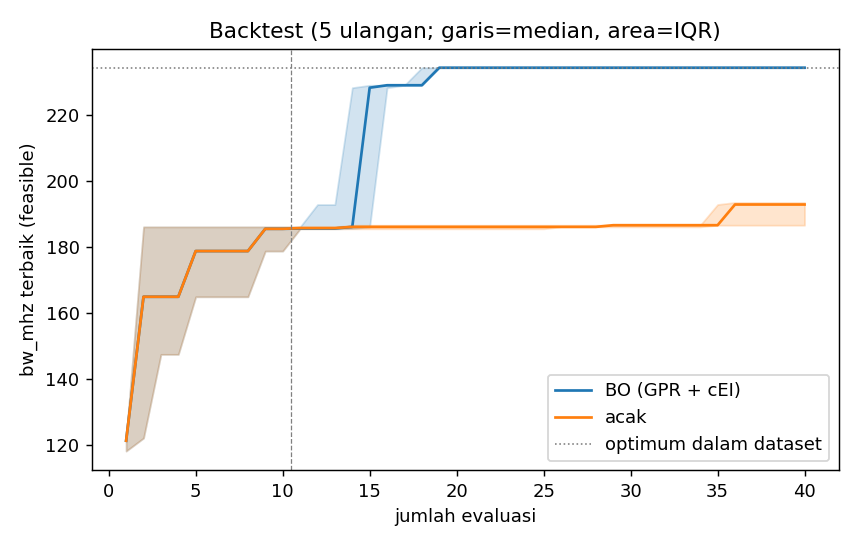 Backtest (5 ulangan; garis=median, area=IQR)
bw_mhz terbaik (feasible)
220
200
180
160
140
120
BO (GPR + cEI)
acak
optimum dalam dataset
0 5 10 15 20 25 30 35 40
jumlah evaluasi